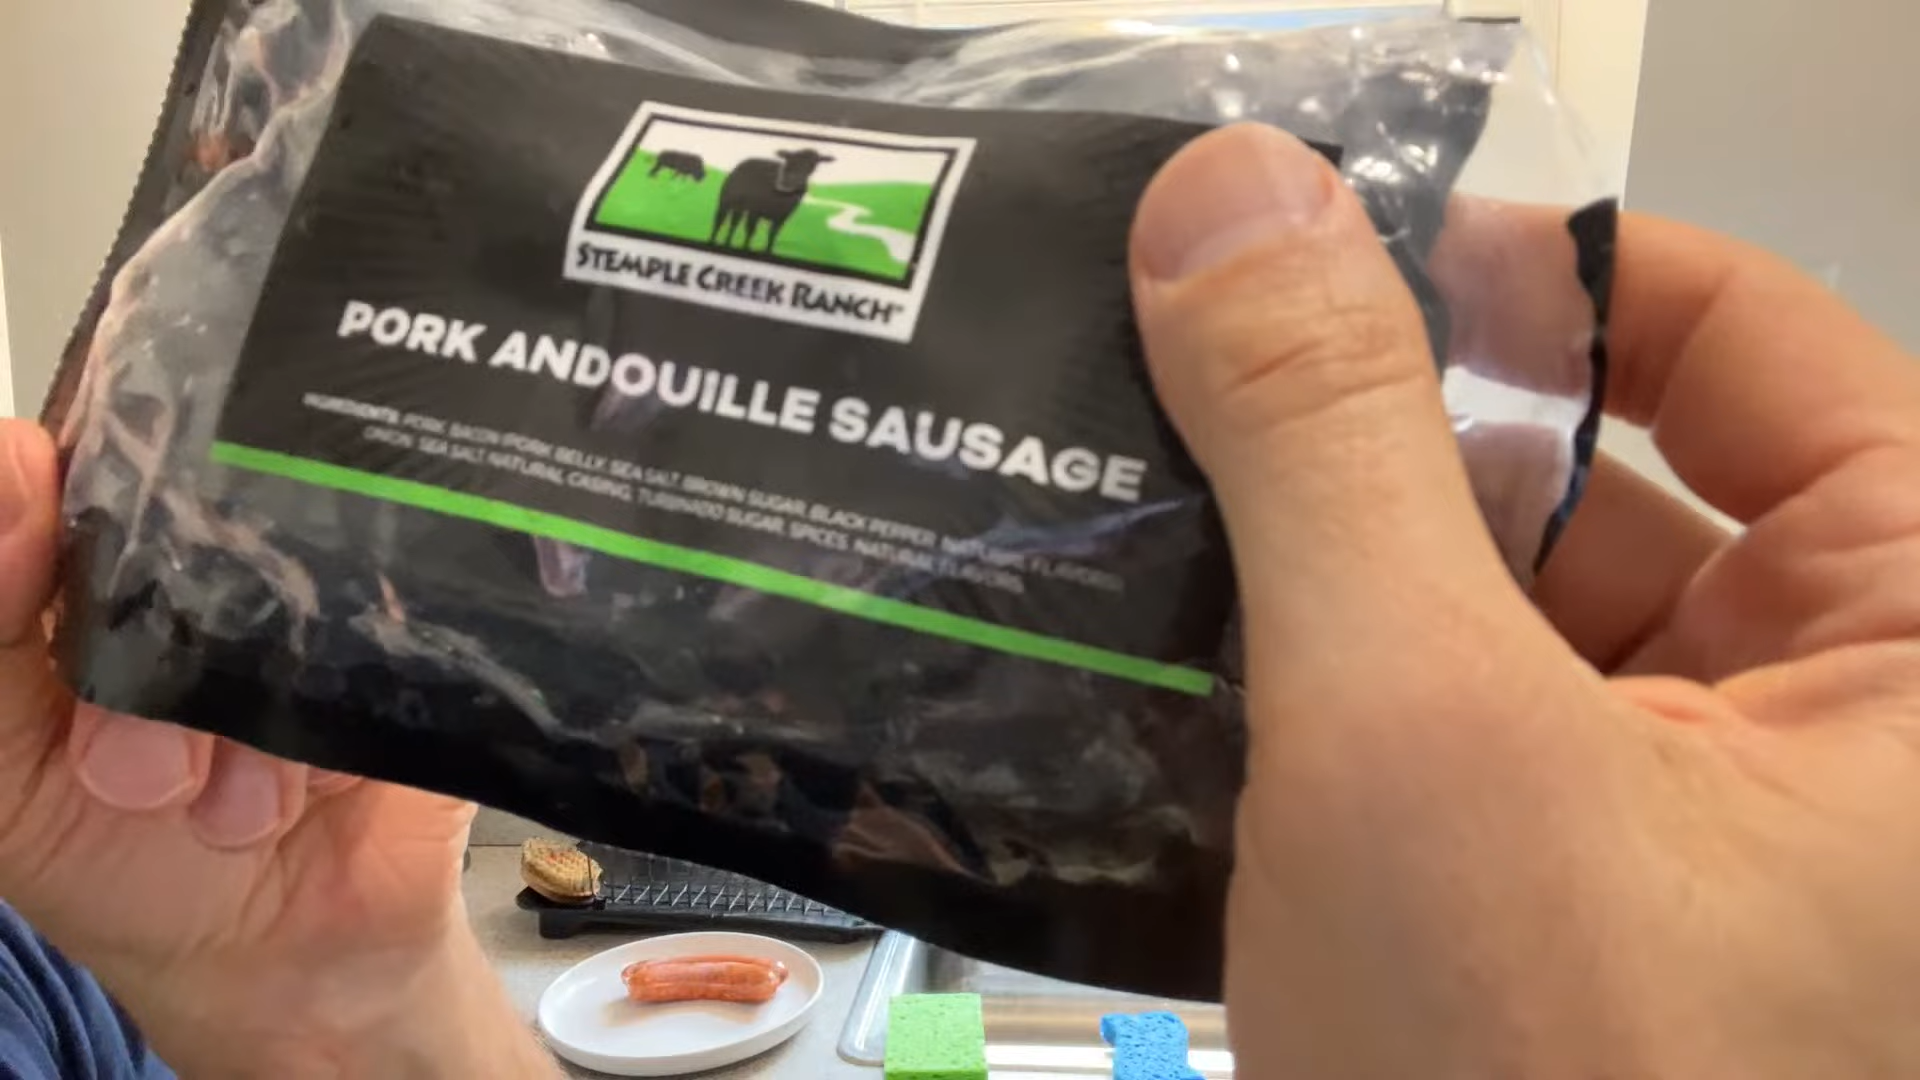 STEMPLE CREEK RANCH™
PORK ANDOUILLE SAUSAGE
INGREDIENTS: PORK, BACON (PORK BELLY, SEA SALT, BROWN SUGAR, BLACK PEPPER, NATURAL FLAVORS),
ONION, SEA SALT, NATURAL CASING, TURBINADO SUGAR, SPICES, NATURAL FLAVORS.